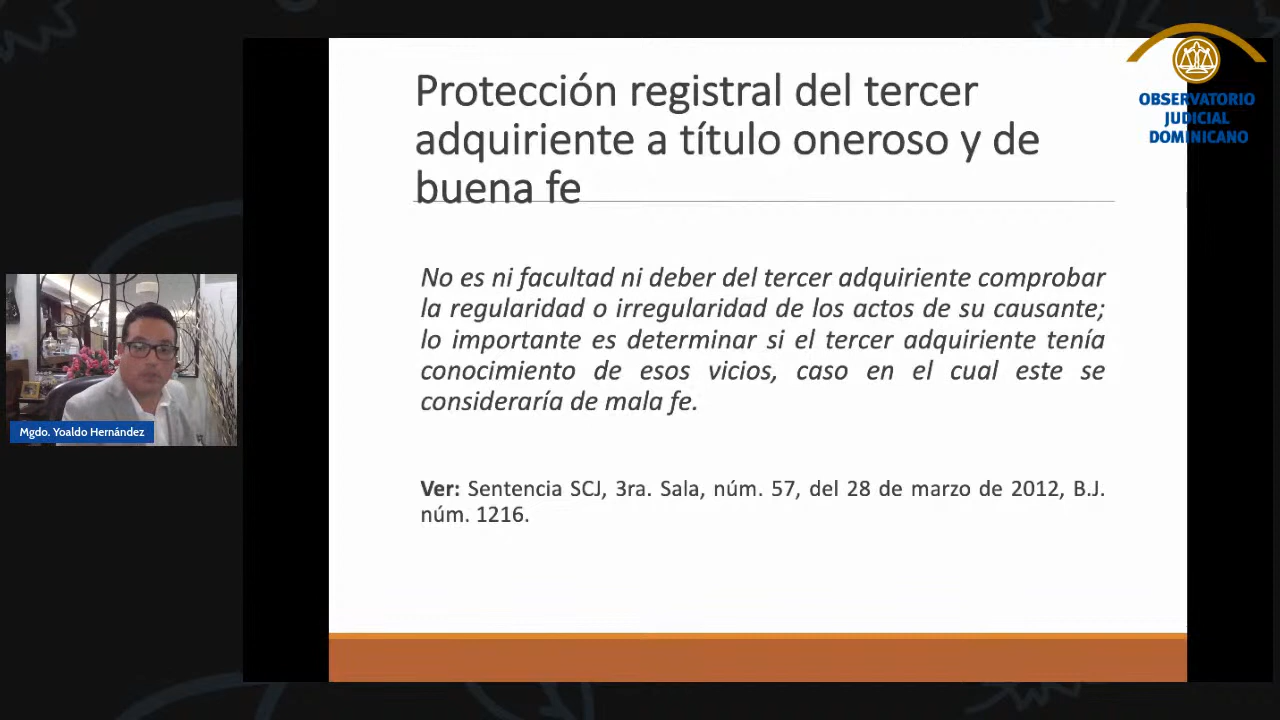 Protección registral del tercer
adquiriente a título oneroso y de
buena fe
OBSERVATORIO
JUDICIAL
DOMINICANO
No es ni facultad ni deber del tercer adquiriente comprobar
la regularidad o irregularidad de los actos de su causante;
lo importante es determinar si el tercer adquiriente tenía
conocimiento de esos vicios, caso en el cual este se
consideraría de mala fe.
Mgdo. Yoaldo Hernández
Ver: Sentencia SCJ, 3ra. Sala, núm. 57, del 28 de marzo de 2012, B.J.
núm. 1216.